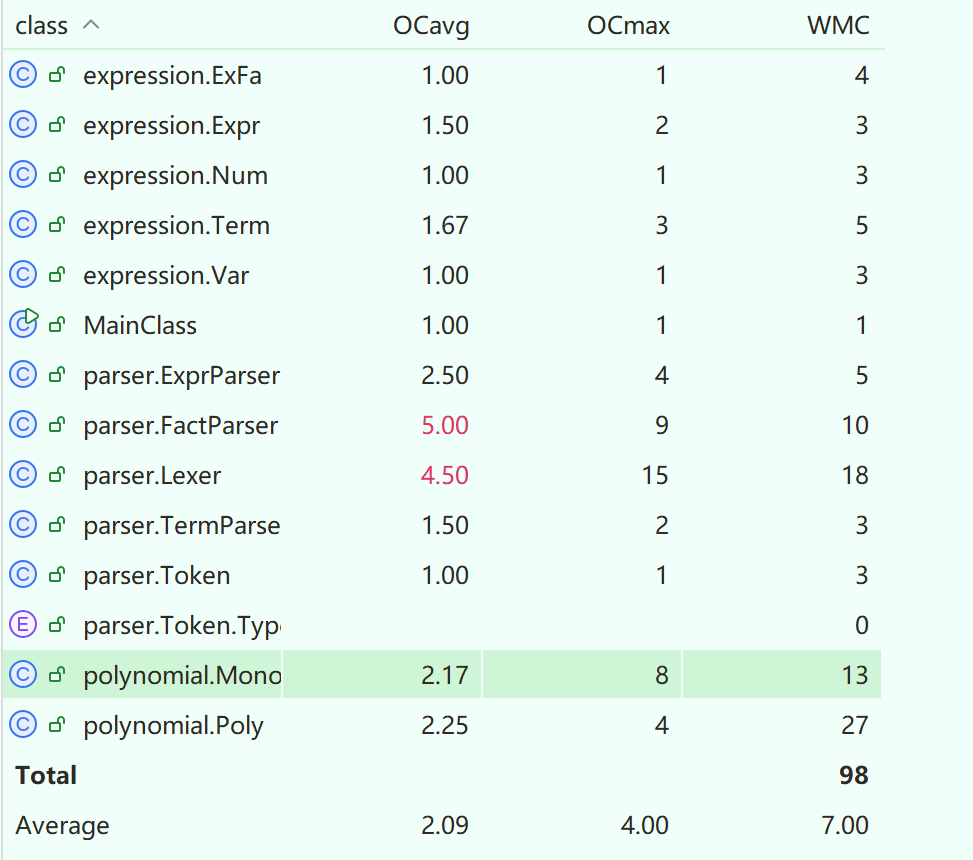 class OCavg OCmax WMC
C expression.ExFa 1.00 1 4
C expression.Expr 1.50 2 3
C expression.Num 1.00 1 3
C expression.Term 1.67 3 5
C expression.Var 1.00 1 3
C MainClass 1.00 1 1
C parser.ExprParser 2.50 4 5
C parser.FactParser 5.00 9 10
C parser.Lexer 4.50 15 18
C parser.TermParse 1.50 2 3
C parser.Token 1.00 1 3
E parser.Token.Type 0
C polynomial.Mono 2.17 8 13
C polynomial.Poly 2.25 4 27
Total 98
Average 2.09 4.00 7.00